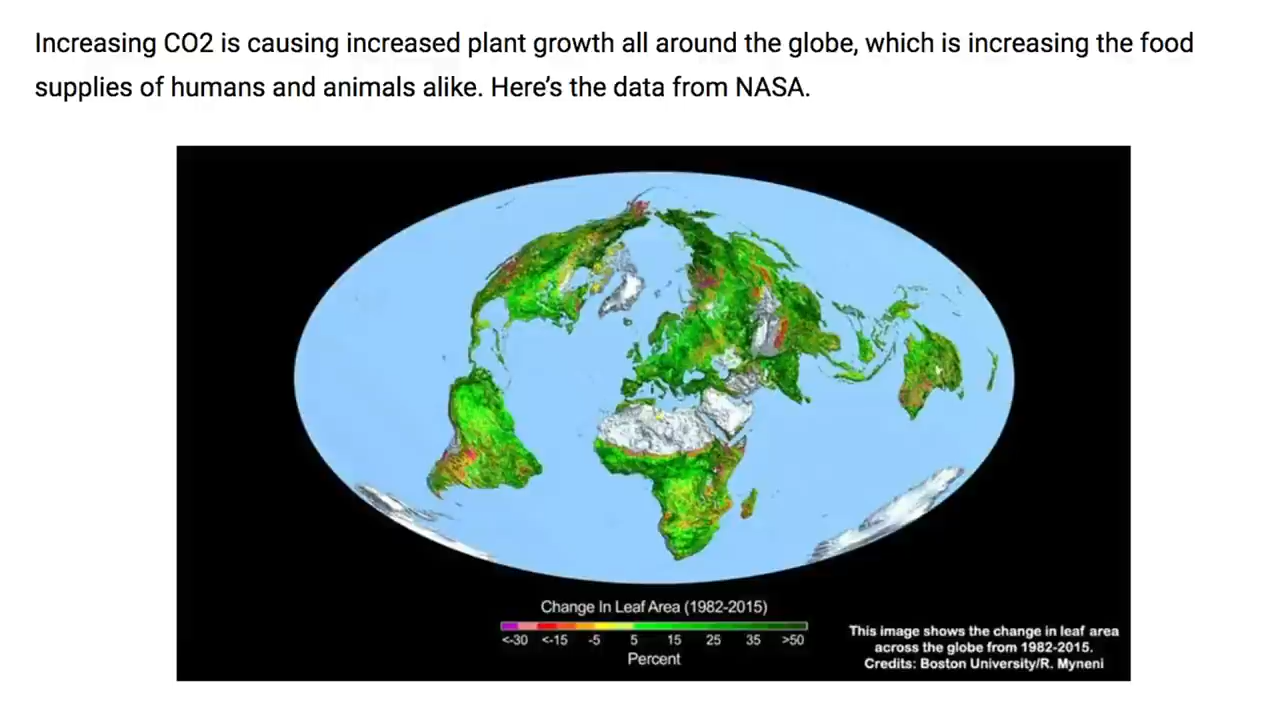 Increasing CO2 is causing increased plant growth all around the globe, which is increasing the food
supplies of humans and animals alike. Here’s the data from NASA.
Change In Leaf Area (1982-2015)
<-30 <-15 -5 5 15 25 35 >50
Percent
This image shows the change in leaf area
across the globe from 1982-2015.
Credits: Boston University/R. Myneni